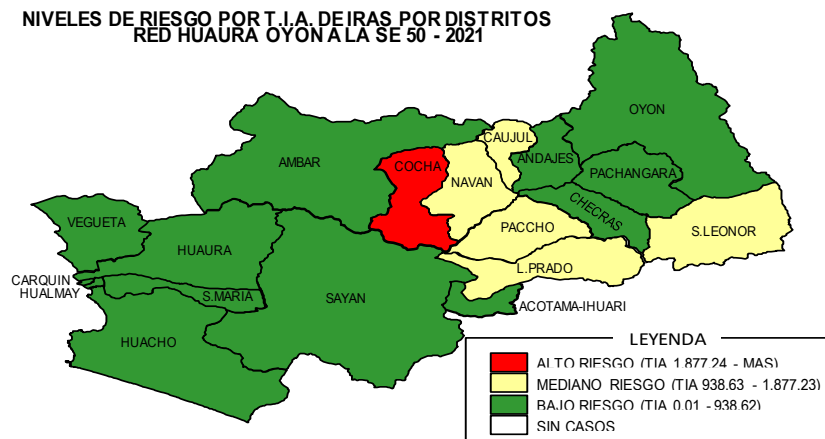 NIVELES DE RIESGO POR T.I.A. DE IRAS POR DISTRITOS
RED HUAURA OYON A LA SE 50 - 2021
OYON
CAUJUL
AMBAR
COCHA
ANDAJES
NAVAN
PACHANGARA
CHECRAS
VEGUETA
HUAURA
PACCHO
S.LEONOR
L.PRADO
CARQUIN
HUALMAY
S.MARIA
SAYAN
ACOTAMA-IHUARI
HUACHO
LEYENDA
ALTO RIESGO (TIA 1.877.24 - MAS)
MEDIANO RIESGO (TIA 938.63 - 1.877.23)
BAJO RIESGO (TIA 0.01 - 938.62)
SIN CASOS